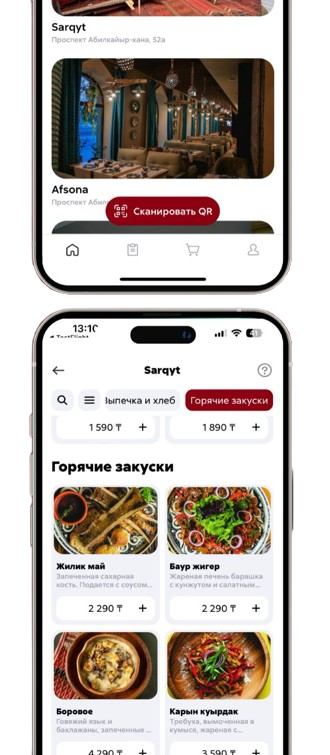 Sarqyt
Проспект Абилкайыр-хана, 52а
Afsona
Проспект
Сканировать QR
13:10
TestFlight
Sarqyt
Выпечка и хлеб
Горячие закуски
1 590 ₸ +
1 890 ₸ +
Горячие закуски
Жилик май
Запеченная сахарная
кость. Подается с соусом...
2 290 ₸ +
Баур жигер
Жареная печень барашка
с кунжутом и салатным...
2 290 ₸ +
Боровое
Говяжий язык и
баклажаны, запеченные ...
4 290 ₸ +
Карын куырдак
Требуха, вымоченная в
кумысе, жареная с...
3 590 ₸ +